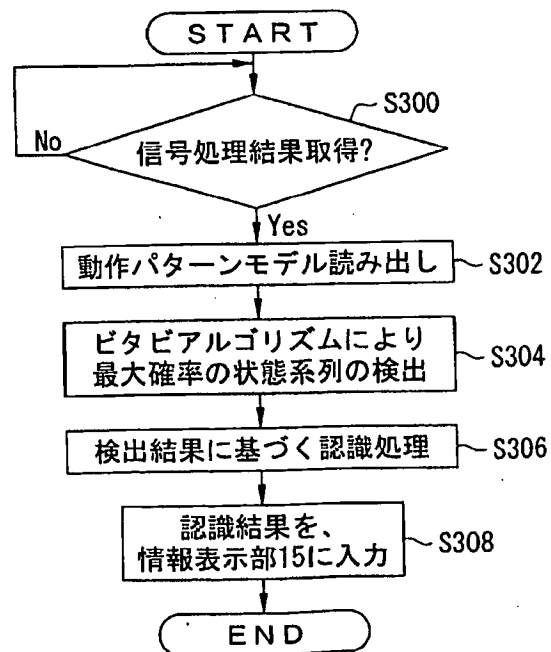 START
S300
No
信号処理結果取得?
Yes
動作パターンモデル読み出し
S302
ビタビアルゴリズムにより
最大確率の状態系列の検出
S304
検出結果に基づく認識処理
S306
認識結果を、
情報表示部15に入力
S308
END